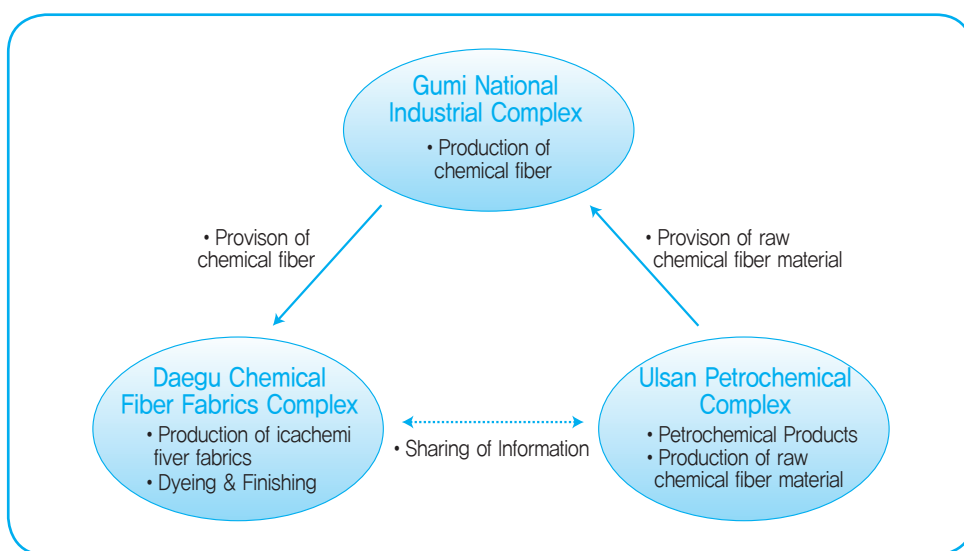 Gumi National
Industrial Complex
• Production of
chemical fiber
• Provison of
chemical fiber
• Provison of raw
chemical fiber material
Daegu Chemical
Fiber Fabrics Complex
• Production of icachemi
fiver fabrics
• Dyeing & Finishing
• Sharing of Information
Ulsan Petrochemical
Complex
• Petrochemical Products
• Production of raw
chemical fiber material